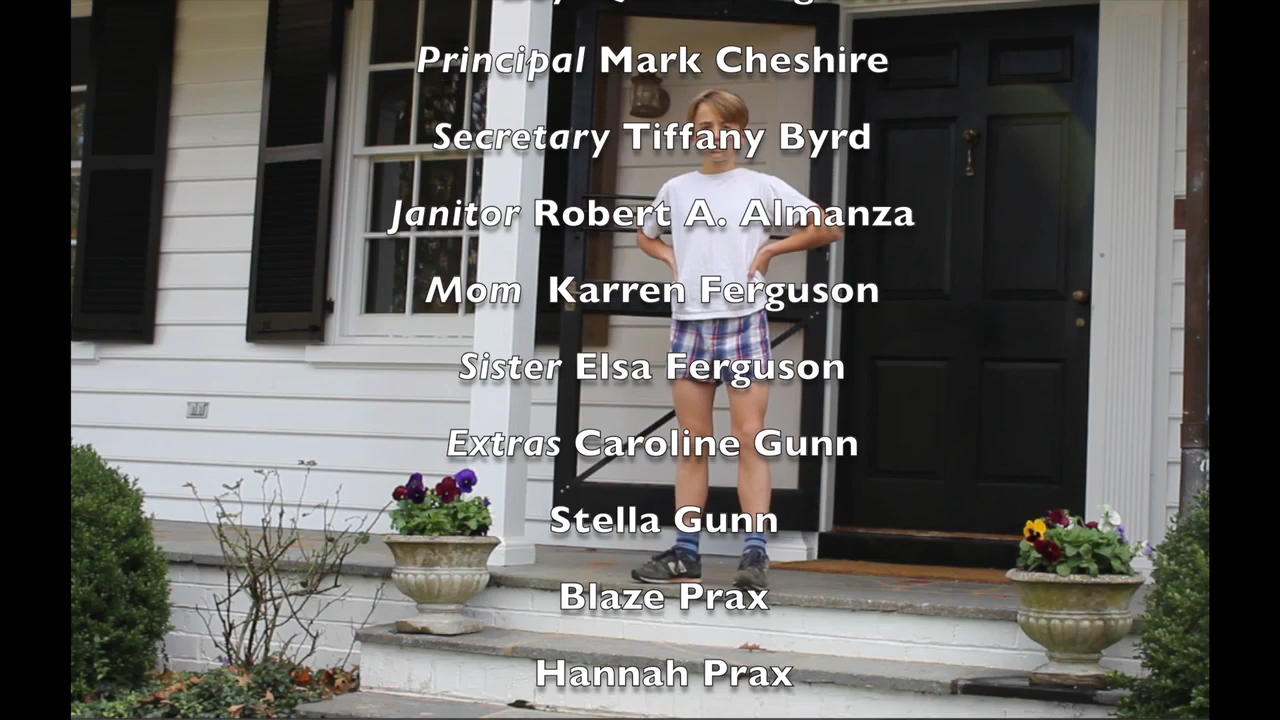 Principal Mark Cheshire
Secretary Tiffany Byrd
Janitor Robert A. Almanza
Mom Karren Ferguson
Sister Elsa Ferguson
Extras Caroline Gunn
Stella Gunn
Blaze Prax
Hannah Prax